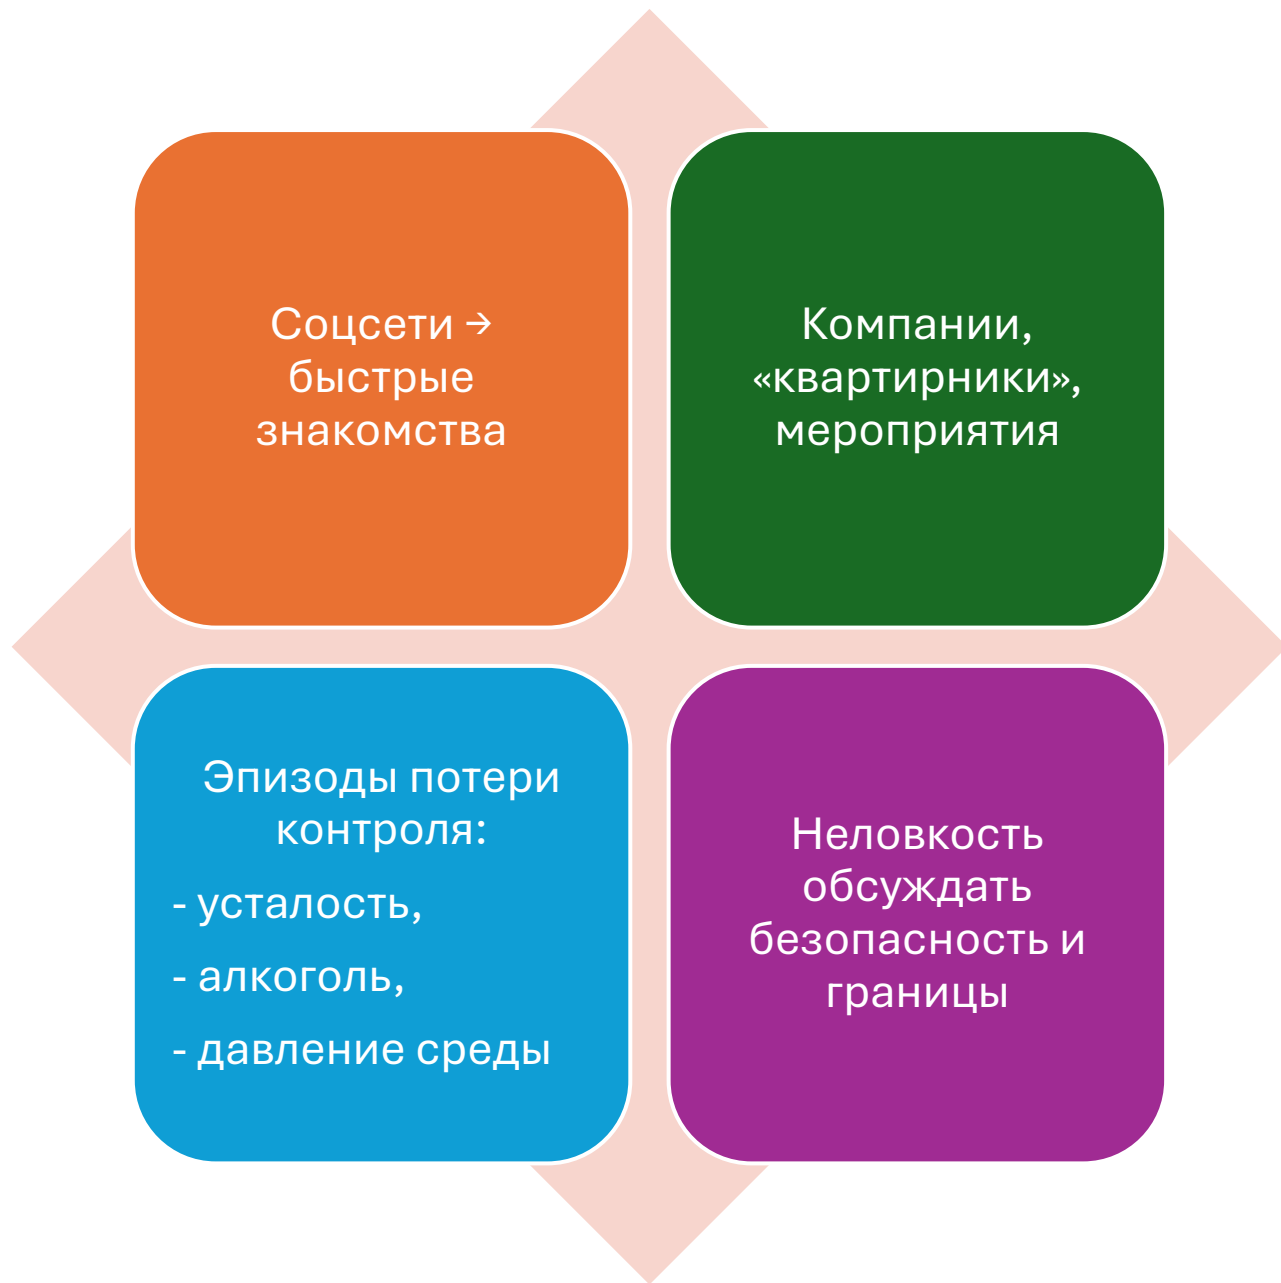 Соцсети →
быстрые
знакомства
Компании,
«квартирники»,
мероприятия
Эпизоды потери
контроля:
- усталость,
- алкоголь,
- давление среды
Неловкость
обсуждать
безопасность и
границы